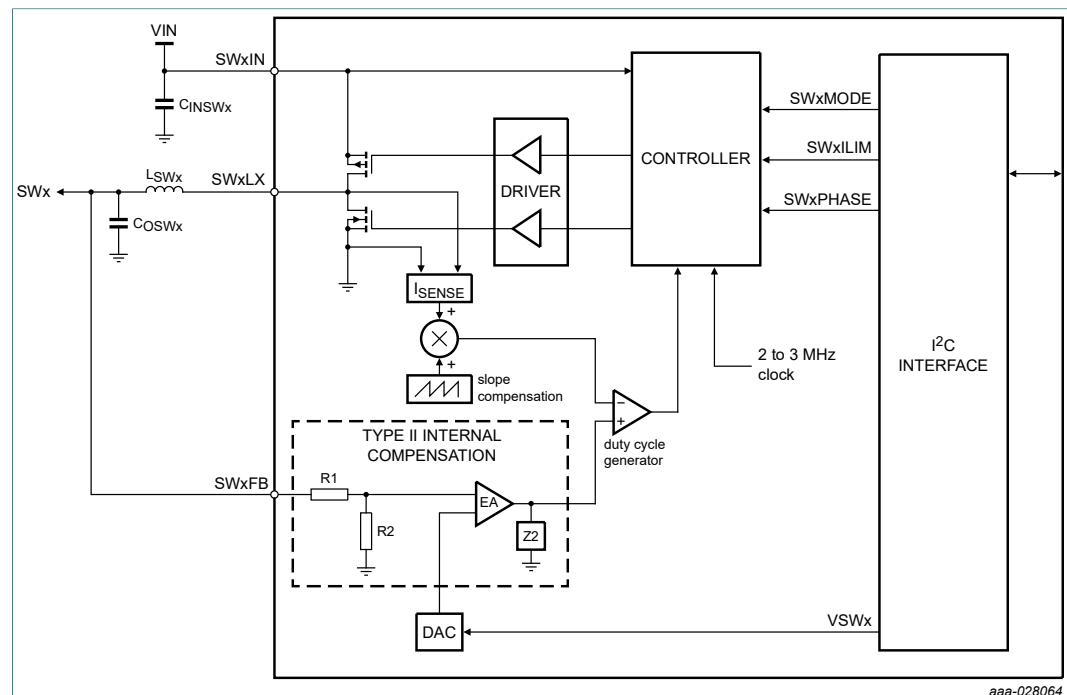 VIN
SWxIN
CINSWx
SWxMODE
CONTROLLER
SWxILIM
LSWx
SWxLX
SWx
DRIVER
SWxPHASE
COSWx
ISENSE
+
+
slope
compensation
2 to 3 MHz
clock
I2C
INTERFACE
−
+
duty cycle
generator
TYPE II INTERNAL
COMPENSATION
SWxFB
R1
EA
R2
Z2
DAC
VSWx
aaa-028064